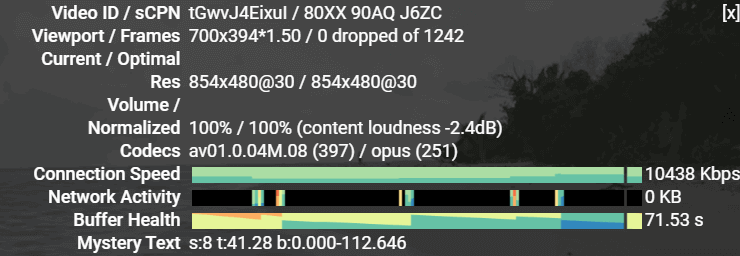 Video ID / sCPN tGwvJ4EixuI / 80XX 90AQ J6ZC [x]
Viewport / Frames 700x394*1.50 / 0 dropped of 1242
Current / Optimal
Res 854x480@30 / 854x480@30
Volume /
Normalized 100% / 100% (content loudness -2.4dB)
Codecs av01.0.04M.08 (397) / opus (251)
Connection Speed 10438 Kbps
Network Activity 0 KB
Buffer Health 71.53 s
Mystery Text s:8 t:41.28 b:0.000-112.646